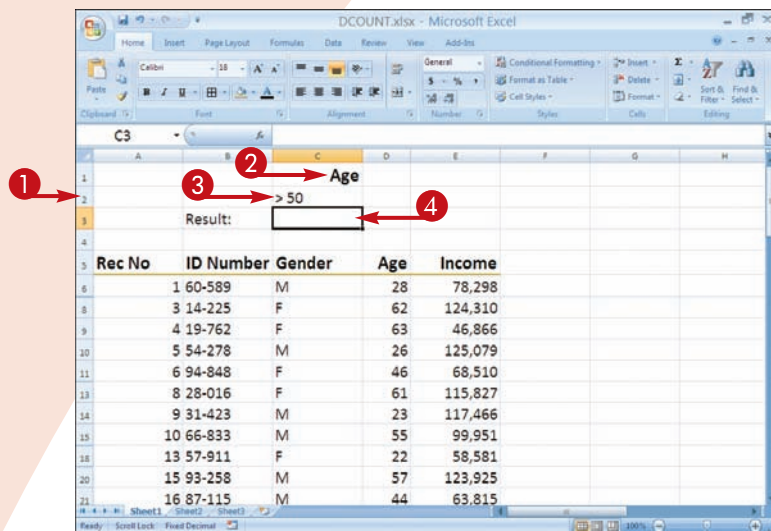 DCOUNT.xlsx - Microsoft Excel
Home Insert Page Layout Formulas Data Review View Add-Ins
Calibri 16 A A General Conditional Formatting Insert Σ
Paste B I U A $ % , Format as Table Delete Sort & Filter Find & Select
Cell Styles Format
Clipboard Font Alignment Number Styles Cells Editing
C3 fx
A B C D E F G H
1 2 1 Age
2 3 > 50
3 Result: 4
4
5 Rec No ID Number Gender Age Income
6 1 60-589 M 28 78,298
8 3 14-225 F 62 124,310
9 4 19-762 F 63 46,866
10 5 54-278 M 26 125,079
11 6 94-848 F 46 68,510
13 8 28-016 F 61 115,827
14 9 31-423 M 23 117,466
15 10 66-833 M 55 99,951
18 13 57-911 F 22 58,581
20 15 93-258 M 57 123,925
21 16 87-115 M 44 63,815
Sheet1 Sheet2 Sheet3
Ready Scroll Lock Fixed Decimal 100%